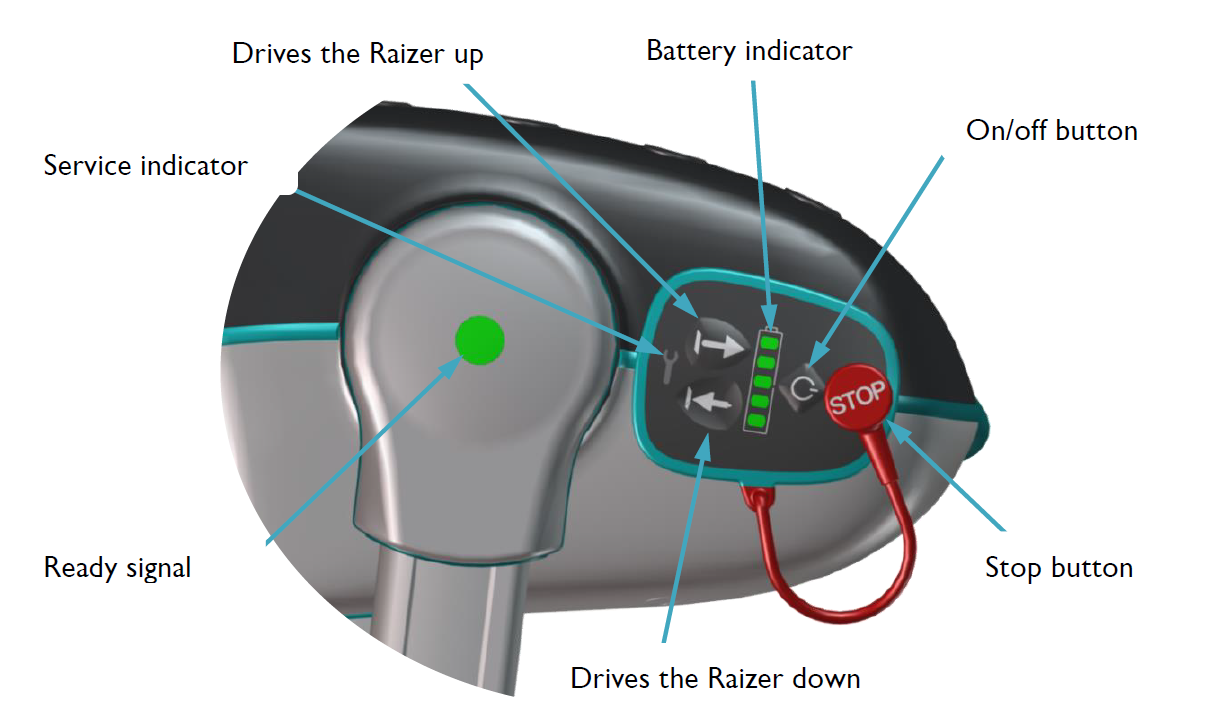 Drives the Raizer up
Battery indicator
On/off button
Service indicator
STOP
Ready signal
Stop button
Drives the Raizer down